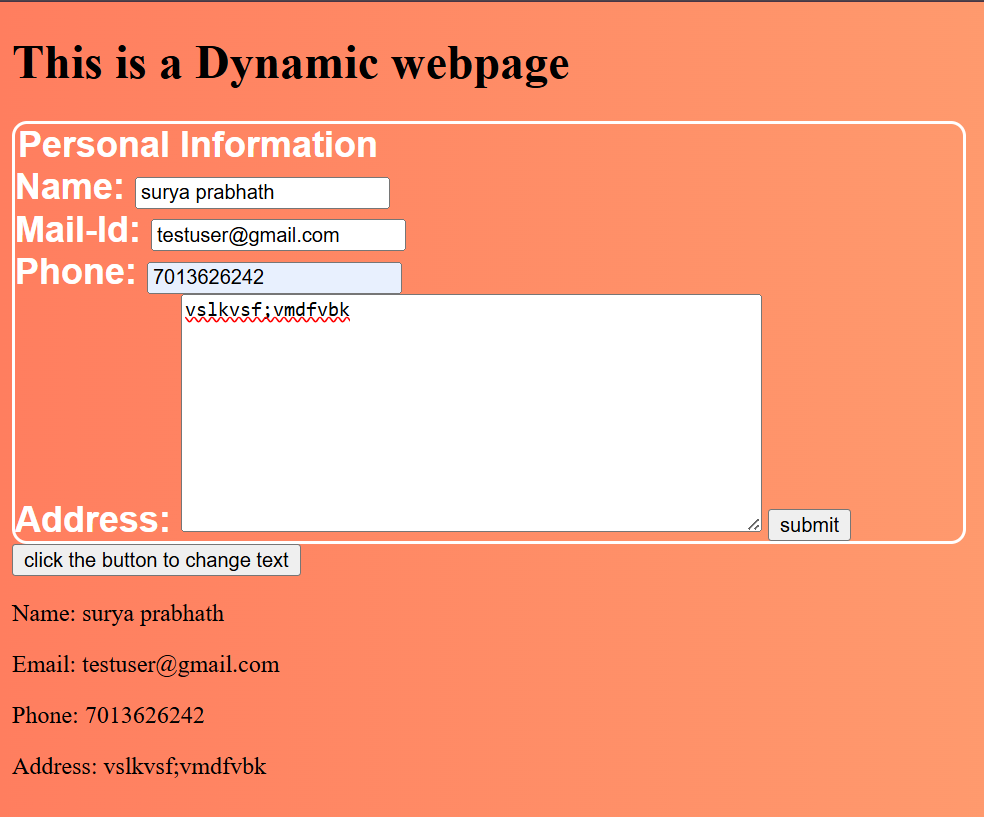 This is a Dynamic webpage
Personal Information
Name: surya prabhath
Mail-Id: testuser@gmail.com
Phone: 7013626242
vslkvsf;vmdfvbk
Address: submit
click the button to change text
Name: surya prabhath
Email: testuser@gmail.com
Phone: 7013626242
Address: vslkvsf;vmdfvbk